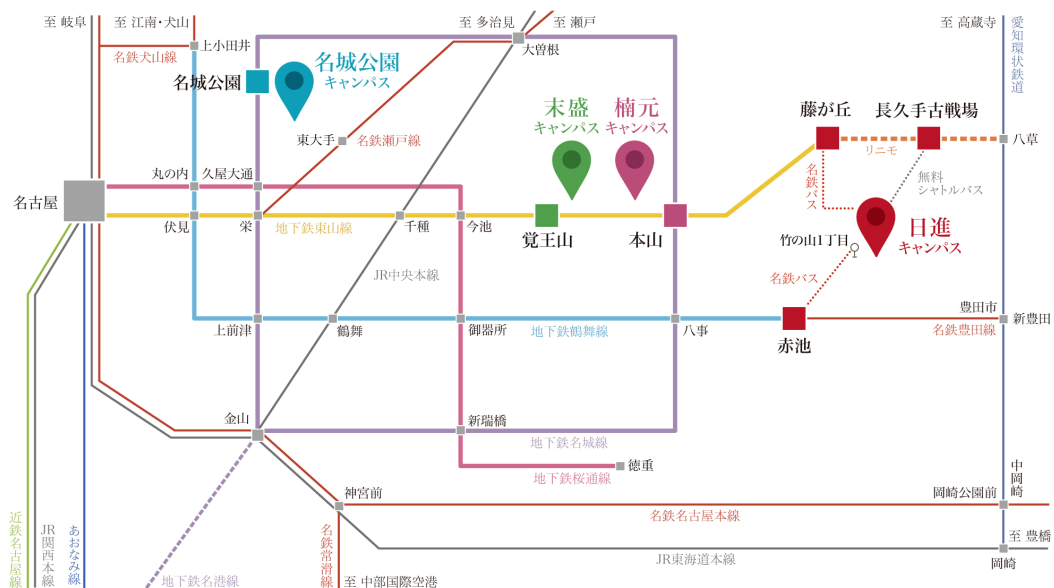 至 岐阜
至 江南・犬山
至 多治見
至 瀬戸
至 高蔵寺
愛知環状鉄道
名鉄犬山線
上小田井
大曽根
名城公園
名城公園
キャンパス
末盛
キャンパス
楠元
キャンパス
藤が丘
長久手古戦場
リニモ
八草
東大手
名鉄瀬戸線
名鉄バス
無料
シャトルバス
丸の内
久屋大通
名古屋
伏見
栄
地下鉄東山線
千種
今池
覚王山
本山
竹の山1丁目
日進
キャンパス
JR中央本線
名鉄バス
上前津
鶴舞
御器所
地下鉄鶴舞線
八事
赤池
豊田市
新豊田
名鉄豊田線
金山
新瑞橋
地下鉄名城線
徳重
地下鉄桜通線
中岡崎
岡崎公園前
神宮前
名鉄名古屋本線
近鉄名古屋線
JR関西本線
あおなみ線
地下鉄名港線
名鉄常滑線
至 中部国際空港
JR東海道本線
至 豊橋
岡崎